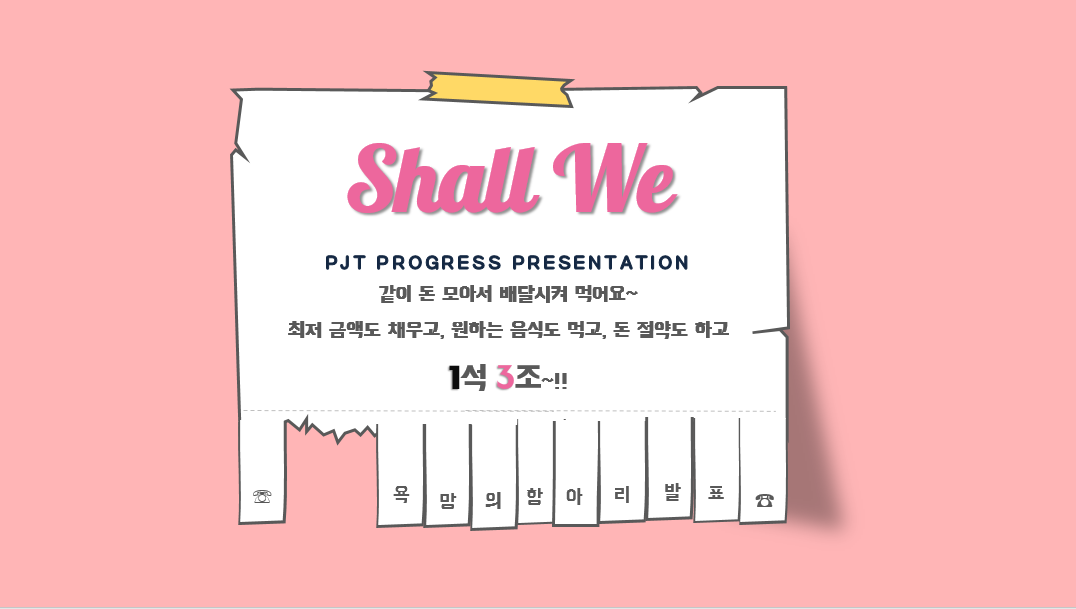 Shall We
PJT PROGRESS PRESENTATION
같이 돈 모아서 배달시켜 먹어요~
최저 금액도 채우고, 원하는 음식도 먹고, 돈 절약도 하고
1석 3조~!!
☏ 욕 맘 의 함 아 리 발 표 ☎